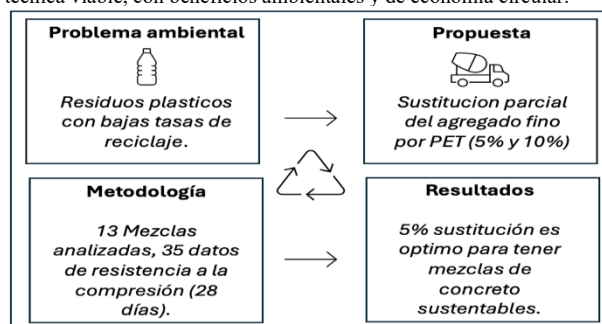 técnica viable, con beneficios ambientales y de economía circular.
Problema ambiental
Residuos plasticos
con bajas tasas de
reciclaje.
Propuesta
Sustitucion parcial
del agregado fino
por PET (5% y 10%)
Metodología
13 Mezclas
analizadas, 35 datos
de resistencia a la
compresión (28
días).
Resultados
5% sustitución es
optimo para tener
mezclas de
concreto
sustentables.